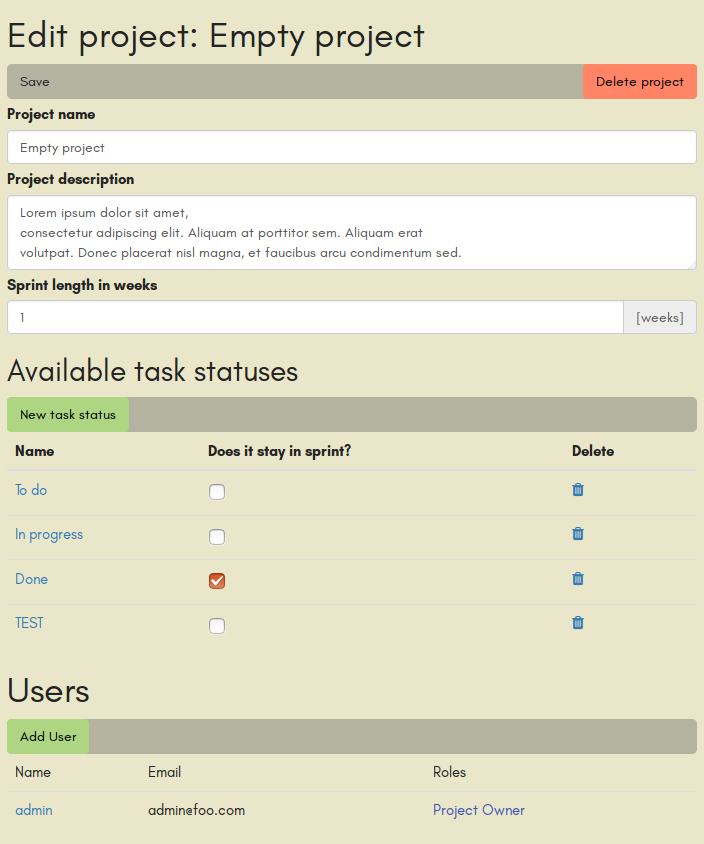 Edit project: Empty project
Save Delete project
Project name
Empty project
Project description
Lorem ipsum dolor sit amet,
consectetur adipiscing elit. Aliquam at porttitor sem. Aliquam erat
volutpat. Donec placerat nisl magna, et faucibus arcu condimentum sed.
Sprint length in weeks
1 [weeks]
Available task statuses
New task status
Name Does it stay in sprint? Delete
To do
In progress
Done
TEST
Users
Add User
Name Email Roles
admin admin@foo.com Project Owner